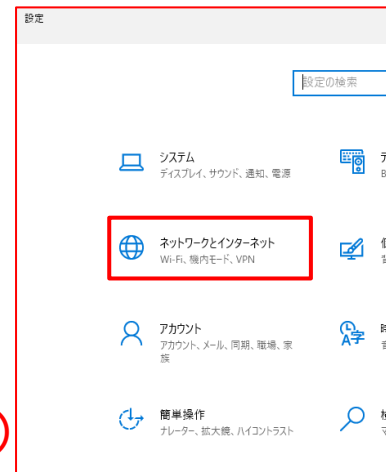 設定
設定の検索
システム
ディスプレイ、サウンド、通知、電源
ネットワークとインターネット
Wi-Fi、機内モード、VPN
アカウント
アカウント、メール、同期、職場、家
族
時
A字
簡単操作
ナレーター、拡大鏡、ハイコントラスト